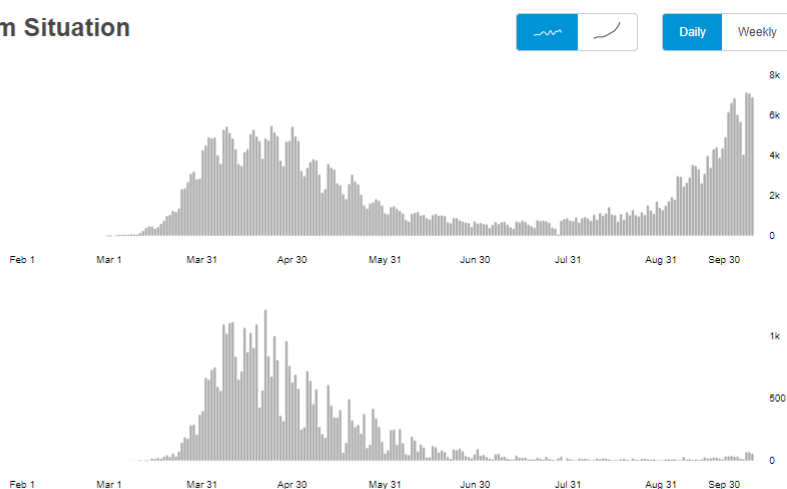 m Situation
Daily Weekly
8k
6k
4k
2k
0
Feb 1 Mar 1 Mar 31 Apr 30 May 31 Jun 30 Jul 31 Aug 31 Sep 30
1k
500
0
Feb 1 Mar 1 Mar 31 Apr 30 May 31 Jun 30 Jul 31 Aug 31 Sep 30